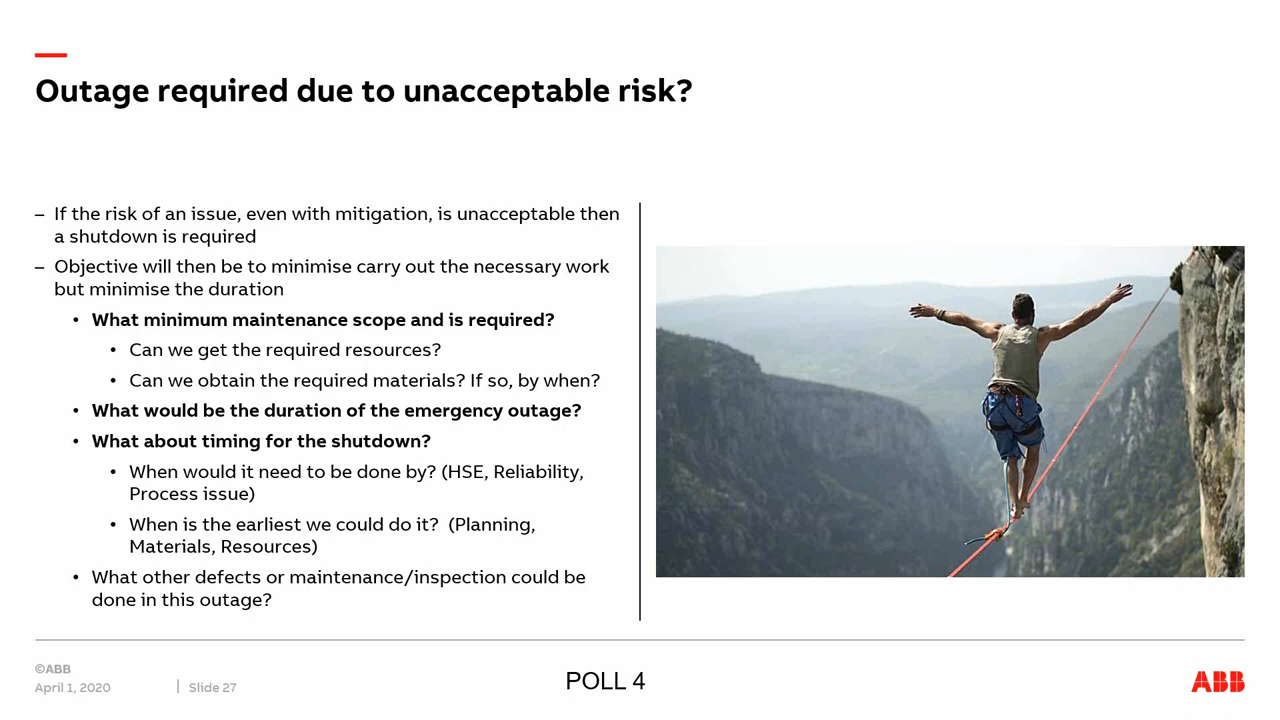 Outage required due to unacceptable risk?
– If the risk of an issue, even with mitigation, is unacceptable then
a shutdown is required
– Objective will then be to minimise carry out the necessary work
but minimise the duration
• What minimum maintenance scope and is required?
• Can we get the required resources?
• Can we obtain the required materials? If so, by when?
• What would be the duration of the emergency outage?
• What about timing for the shutdown?
• When would it need to be done by? (HSE, Reliability,
Process issue)
• When is the earliest we could do it?  (Planning,
Materials, Resources)
• What other defects or maintenance/inspection could be
done in this outage?
©ABB
April 1, 2020
Slide 27
POLL 4
ABB